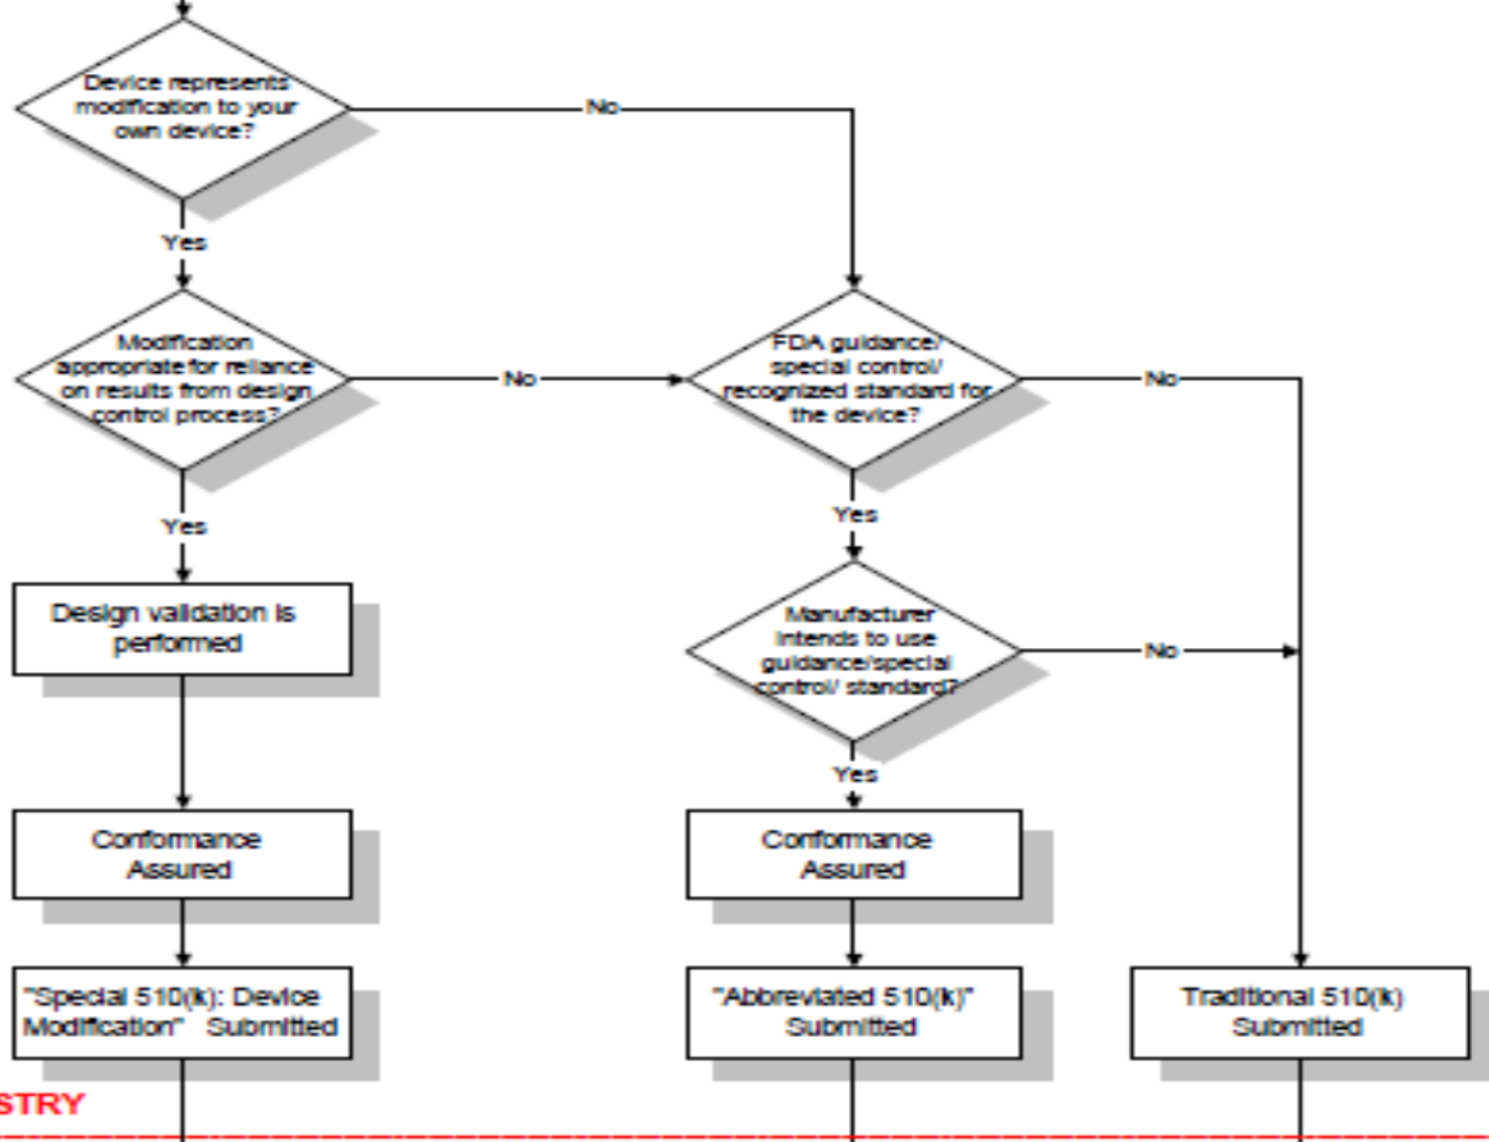 Device represents
modification to your
own device?
No
Yes
Modification
appropriate for reliance
on results from design
control process?
No
FDA guidance/
special control/
recognized standard for
the device?
No
Yes
Yes
Design validation is
performed
Manufacturer
intends to use
guidance/special
control/ standard?
No
Yes
Conformance
Assured
Conformance
Assured
"Special 510(k): Device
Modification" Submitted
"Abbreviated 510(k)"
Submitted
Traditional 510(k)
Submitted
STRY